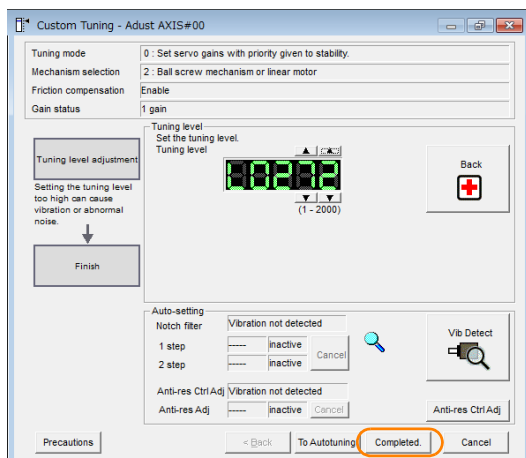 Custom Tuning - Adust AXIS#00
Tuning mode 0 : Set servo gains with priority given to stability.
Mechanism selection 2 : Ball screw mechanism or linear motor
Friction compensation Enable
Gain status 1 gain
Tuning level adjustment
Setting the tuning level
too high can cause
vibration or abnormal
noise.
Finish
Tuning level
Set the tuning level.
Tuning level
L0272
(1 - 2000)
Back
Auto-setting
Notch filter Vibration not detected
1 step ----- inactive
2 step ----- inactive
Cancel
Anti-res Ctrl Adj Vibration not detected
Anti-res Adj ----- inactive Cancel
Vib Detect
Anti-res Ctrl Adj
Precautions < Back To Autotuning Completed. Cancel